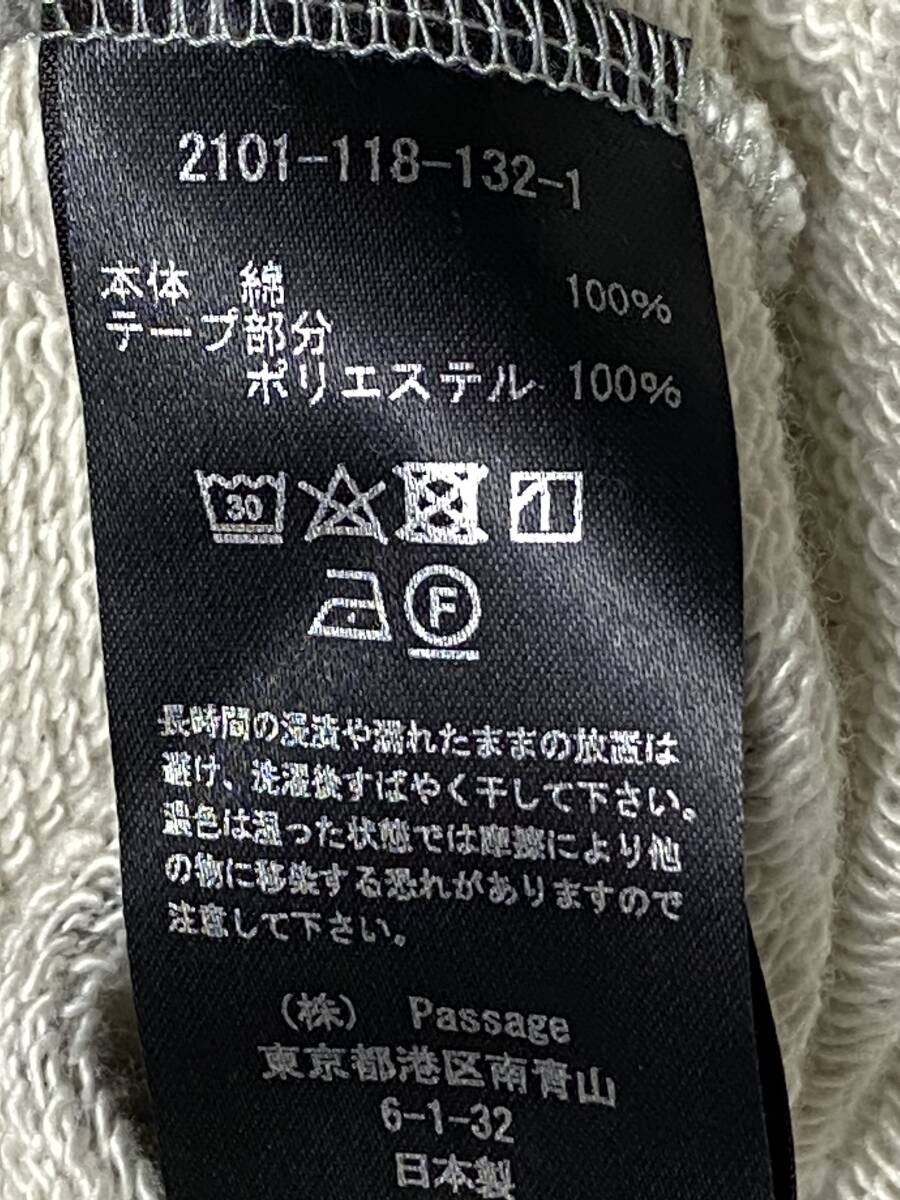 2101-118-132-1
本体 綿 100%
テープ部分
ポリエステル 100%
30
F
長時間の浸漬や濡れたままの放置は
避け、洗濯後すばやく干して下さい。
濃色は湿った状態では摩擦により他
の物に移染する恐れがありますので
注意して下さい。
(株) Passage
東京都港区南青山
6-1-32
日本製